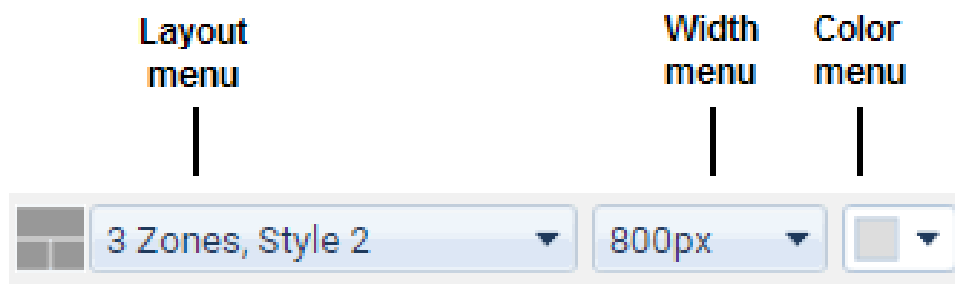 Layout
menu
Width
menu
Color
menu
3 Zones, Style 2
800px